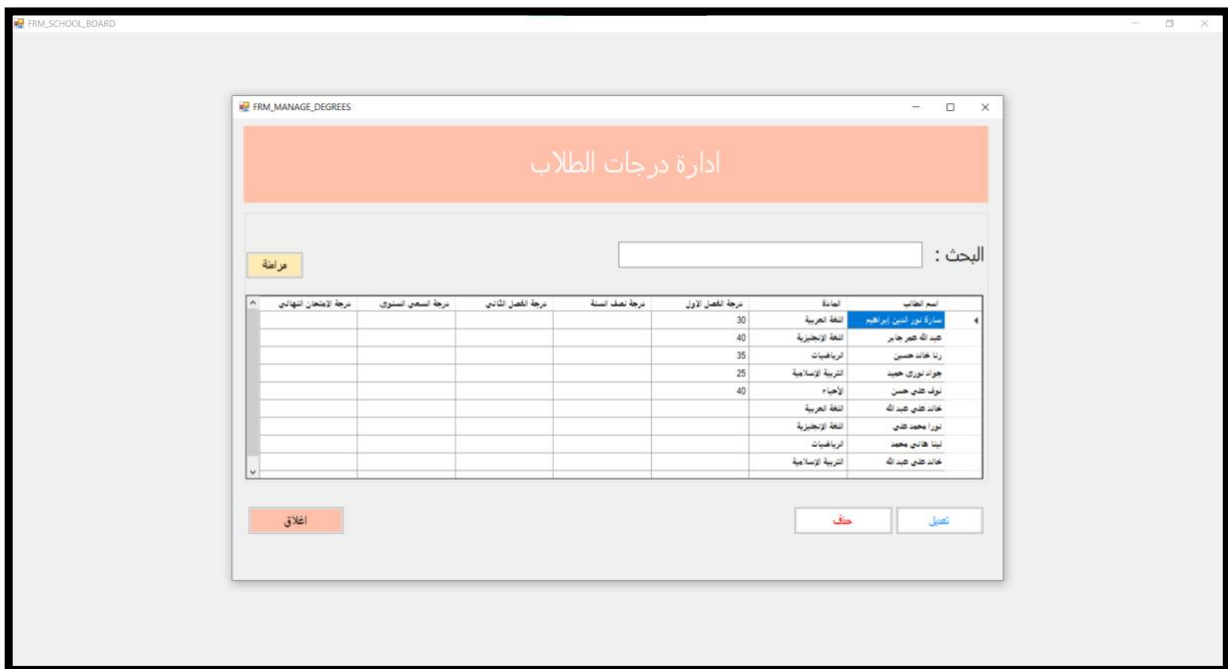 FRM_SCHOOL_BOARD
FRM_MANAGE_DEGREES
ادارة درجات الطلاب
البحث :
مزامنة
اسم الطالب المادة درجة الفصل الاول درجة نصف السنة درجة الفصل الثاني درجة السعي السنوي درجة الامتحان النهائي
سارة نور الدين إبراهيم اللغة العربية 30
عبد الله عمر جابر اللغة الإنجليزية 40
رنا خالد حسين الرياضيات 35
جواد نوري حميد التربية الإسلامية 25
نوف علي حسن الأحياء 40
خالد علي عبد الله اللغة العربية
نورا محمد علي اللغة الإنجليزية
لينا هاني محمد الرياضيات
خالد علي عبد الله التربية الإسلامية
تعديل حذف اغلاق